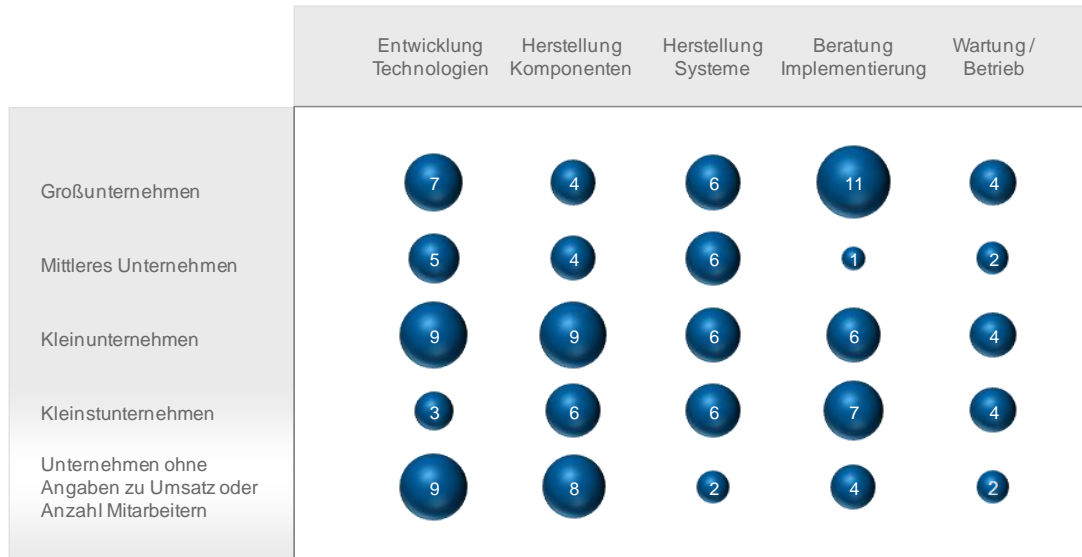 Entwicklung Technologien
Herstellung Komponenten
Herstellung Systeme
Beratung Implementierung
Wartung / Betrieb
Großunternehmen
7 4 6 11 4
Mittleres Unternehmen
5 4 6 1 2
Kleinunternehmen
9 9 6 6 4
Kleinstunternehmen
3 6 6 7 4
Unternehmen ohne
Angaben zu Umsatz oder
Anzahl Mitarbeitern
9 8 2 4 2